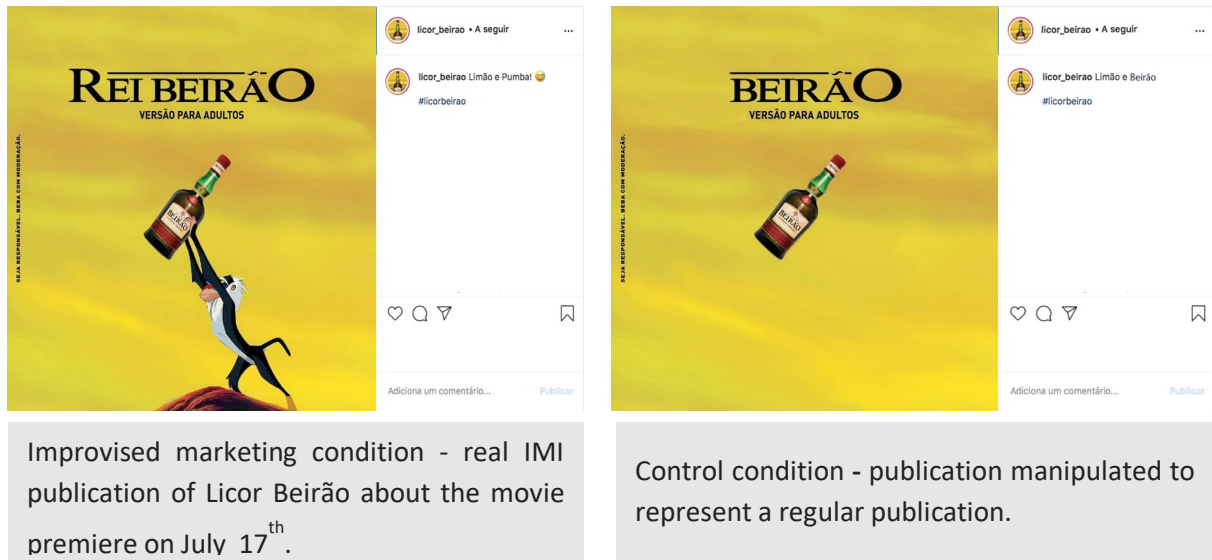 licor_beirao • A seguir ...
REI BEIRÃO
VERSÃO PARA ADULTOS
SEJA RESPONSÁVEL. BEBA COM MODERAÇÃO.
BEIRÃO
licor_beirao Limão e Pumba! 😅
#licorbeirao
Adiciona um comentário... Publicar
Improvised marketing condition - real IMI
publication of Licor Beirão about the movie
premiere on July 17th.
licor_beirao • A seguir ...
BEIRÃO
VERSÃO PARA ADULTOS
SEJA RESPONSÁVEL. BEBA COM MODERAÇÃO.
BEIRÃO
licor_beirao Limão e Beirão
#licorbeirao
Adiciona um comentário... Publicar
Control condition - publication manipulated to
represent a regular publication.